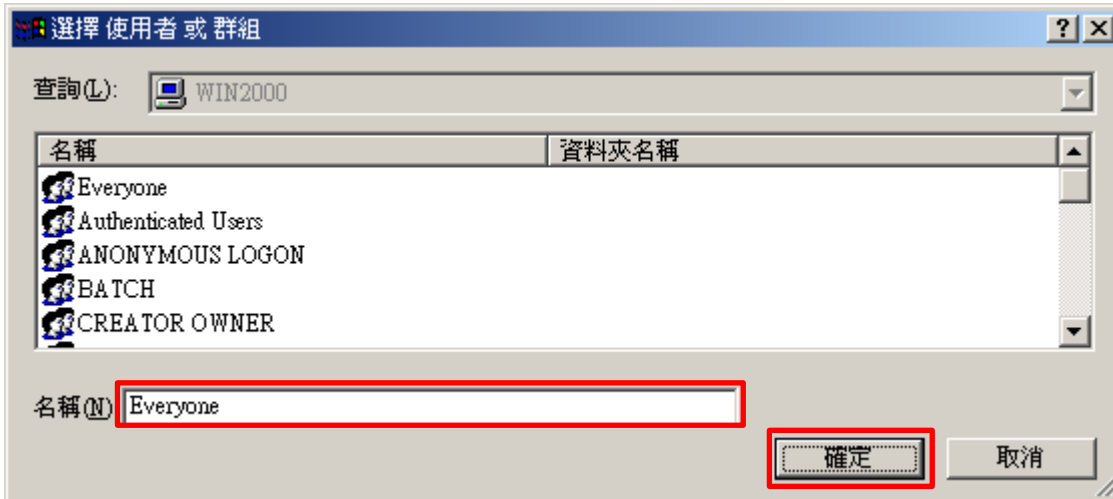 選擇 使用者 或 群組
查詢(L): WIN2000
名稱 資料夾名稱
Everyone
Authenticated Users
ANONYMOUS LOGON
BATCH
CREATOR OWNER
名稱(N) Everyone
確定 取消